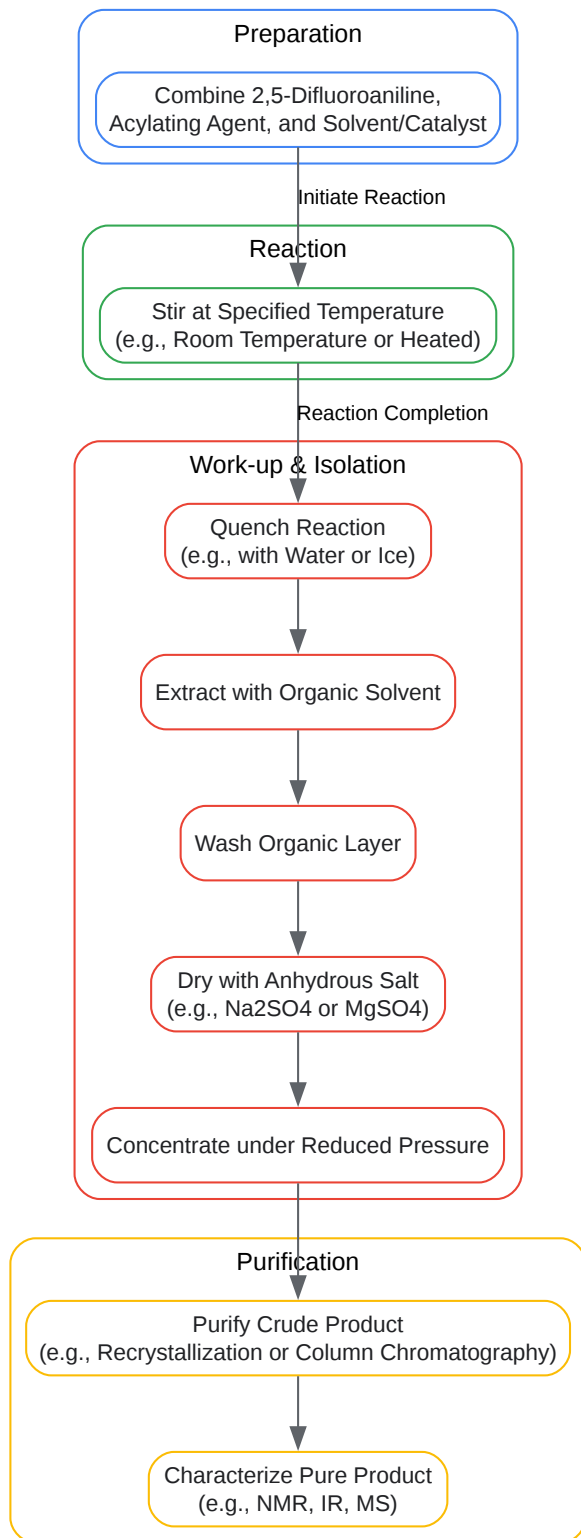 Preparation
Combine 2,5-Difluoroaniline,
Acylating Agent, and Solvent/Catalyst
Initiate Reaction
Reaction
Stir at Specified Temperature
(e.g., Room Temperature or Heated)
Reaction Completion
Work-up & Isolation
Quench Reaction
(e.g., with Water or Ice)
Extract with Organic Solvent
Wash Organic Layer
Dry with Anhydrous Salt
(e.g., Na2SO4 or MgSO4)
Concentrate under Reduced Pressure
Purification
Purify Crude Product
(e.g., Recrystallization or Column Chromatography)
Characterize Pure Product
(e.g., NMR, IR, MS)